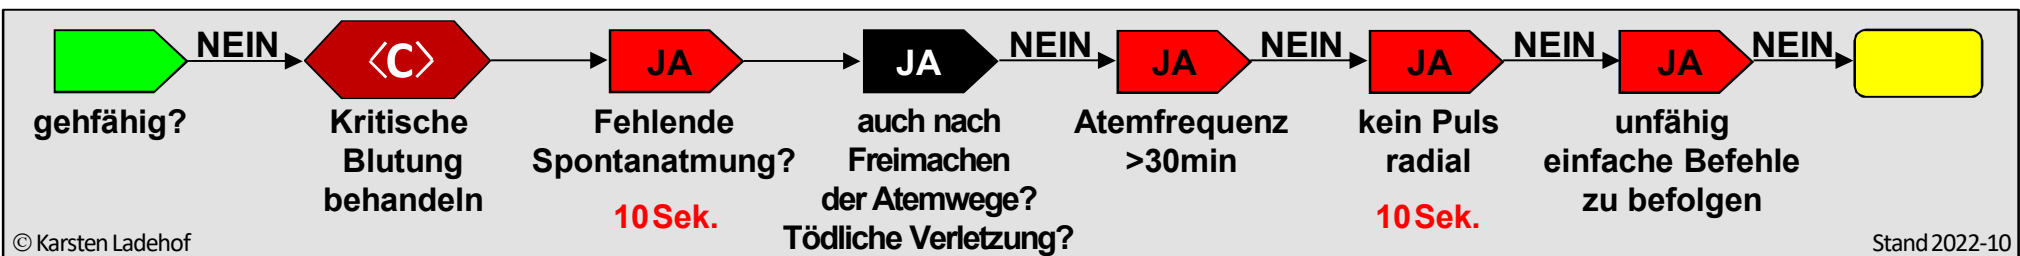 NEIN
gehfähig?
<C>
Kritische
Blutung
behandeln
JA
Fehlende
Spontanatmung?
10 Sek.
JA
auch nach
Freimachen
der Atemwege?
Tödliche Verletzung?
NEIN
JA
Atemfrequenz
>30min
NEIN
JA
kein Puls
radial
10 Sek.
NEIN
JA
unfähig
einfache Befehle
zu befolgen
NEIN
© Karsten Ladehof
Stand 2022-10